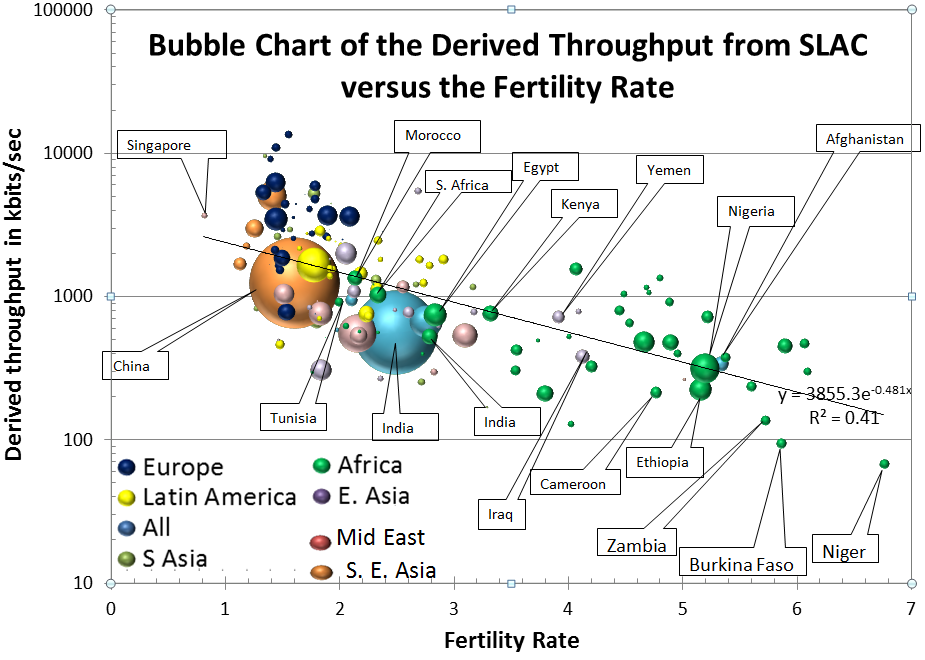 Bubble Chart of the Derived Throughput from SLAC
versus the Fertility Rate
Derived throughput in kbits/sec
100000
10000
1000
100
10
Singapore
Morocco
S. Africa
Egypt
Kenya
Yemen
Nigeria
Afghanistan
China
Tunisia
India
India
Iraq
Cameroon
Ethiopia
Zambia
Burkina Faso
Niger
y = 3855.3e^-0.481x
R² = 0.41
Europe
Latin America
All
S Asia
Africa
E. Asia
Mid East
S. E. Asia
0 1 2 3 4 5 6 7
Fertility Rate